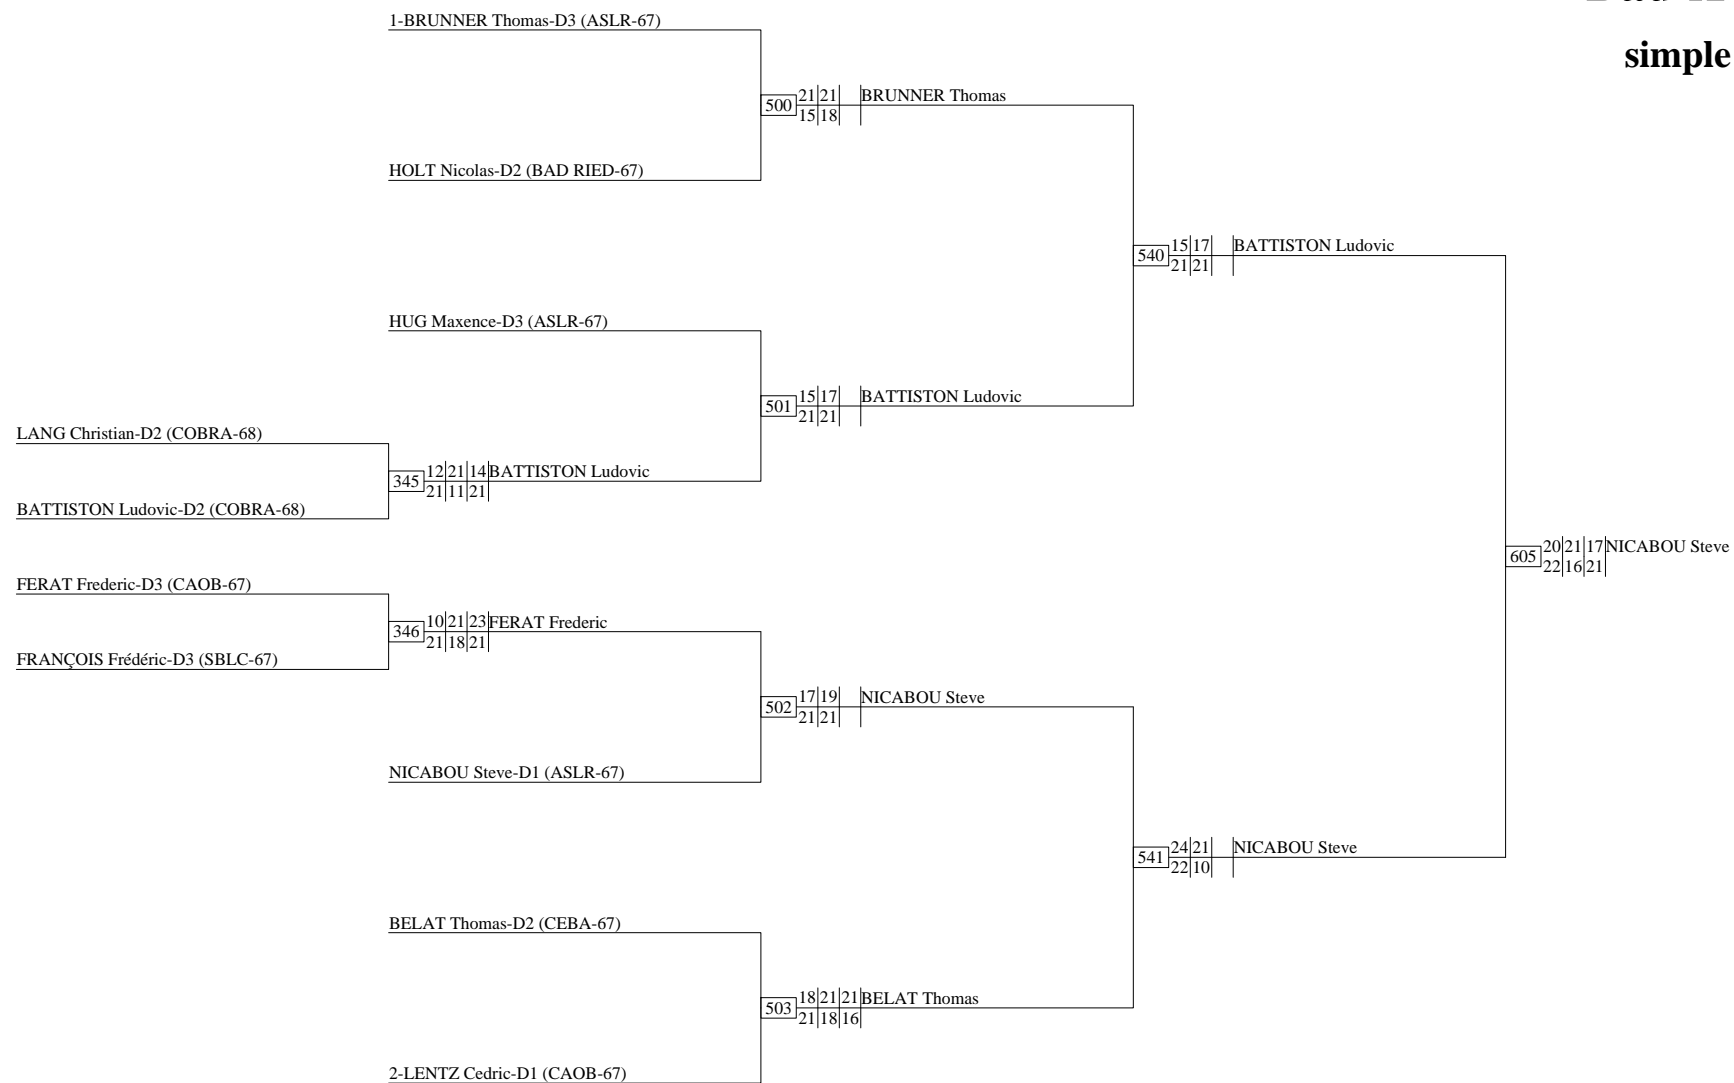 simple
1-BRUNNER Thomas-D3 (ASLR-67)
500 21 21 BRUNNER Thomas
15 18
HOLT Nicolas-D2 (BAD RIED-67)
540 15 17 BATTISTON Ludovic
21 21
HUG Maxence-D3 (ASLR-67)
501 15 17 BATTISTON Ludovic
21 21
LANG Christian-D2 (COBRA-68)
345 12 21 14 BATTISTON Ludovic
21 11 21
BATTISTON Ludovic-D2 (COBRA-68)
605 20 21 17 NICABOU Steve
22 16 21
FERAT Frederic-D3 (CAOB-67)
346 10 21 23 FERAT Frederic
21 18 21
FRANÇOIS Frédéric-D3 (SBLC-67)
502 17 19 NICABOU Steve
21 21
NICABOU Steve-D1 (ASLR-67)
541 24 21 NICABOU Steve
22 10
BELAT Thomas-D2 (CEBA-67)
503 18 21 21 BELAT Thomas
21 18 16
2-LENTZ Cedric-D1 (CAOB-67)